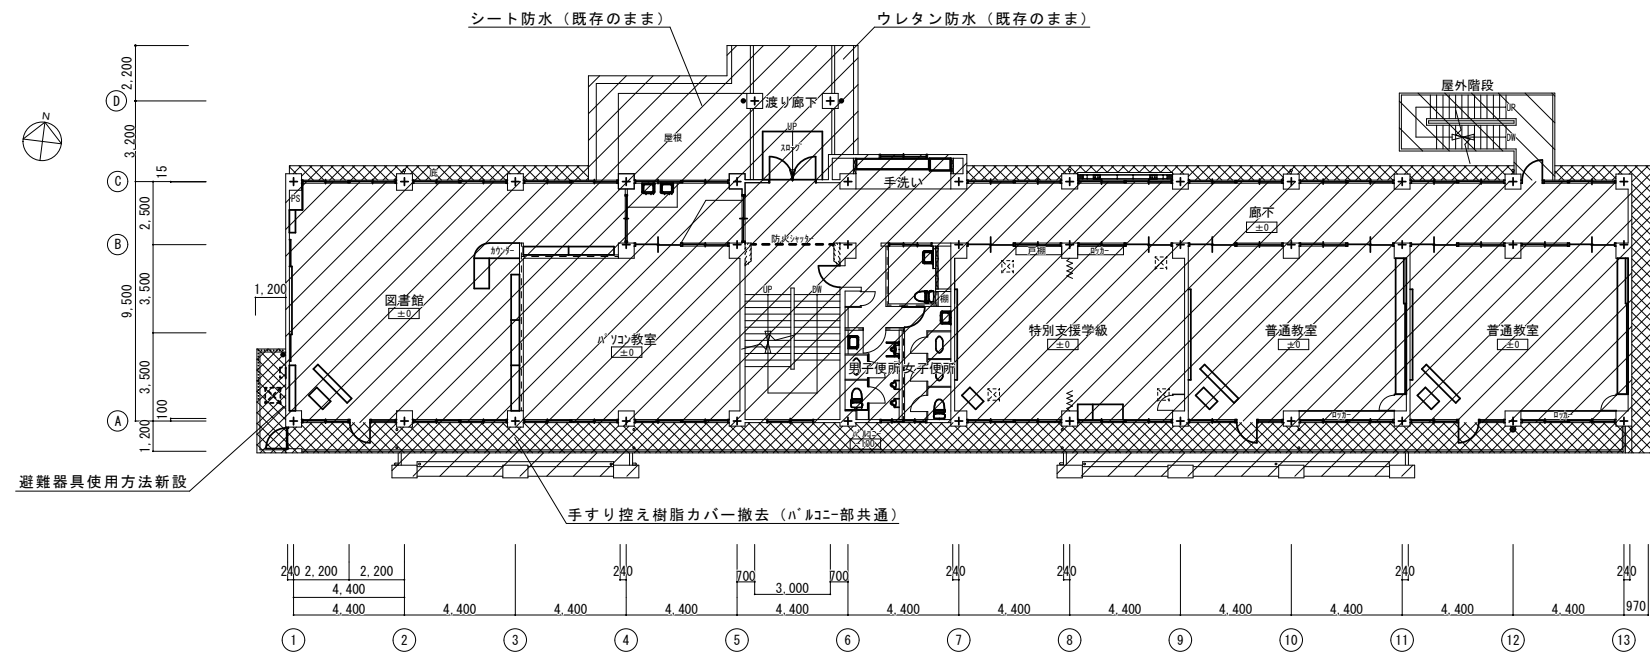 シート防水（既存のまま）
ウレタン防水（既存のまま）
2,200
D
N
3,200
渡り廊下
屋外階段
UP
DW
屋根
UP
ｽﾛｰﾌﾟ
15
C
庇
手洗い
PS
2,500
廊下
±0
B
防火ｼｬｯﾀｰ
ｶｳﾝﾀｰ
戸棚
ﾛｯｶｰ
9,500
3,500
1,200
図書館
±0
UP
DW
棚
ﾊﾟｿｺﾝ教室
±0
特別支援学級
±0
普通教室
±0
普通教室
±0
男子便所
女子便所
3,500
100
A
1,200
ﾛｯｶｰ
ﾛｯｶｰ
避難器具使用方法新設
手すり控え樹脂カバー撤去（ﾊﾞﾙｺﾆｰ部共通）
240
2,200
2,200
240
700
700
240
240
240
240
4,400
3,000
4,400
4,400
4,400
4,400
4,400
4,400
4,400
4,400
4,400
4,400
4,400
4,400
970
1
2
3
4
5
6
7
8
9
10
11
12
13